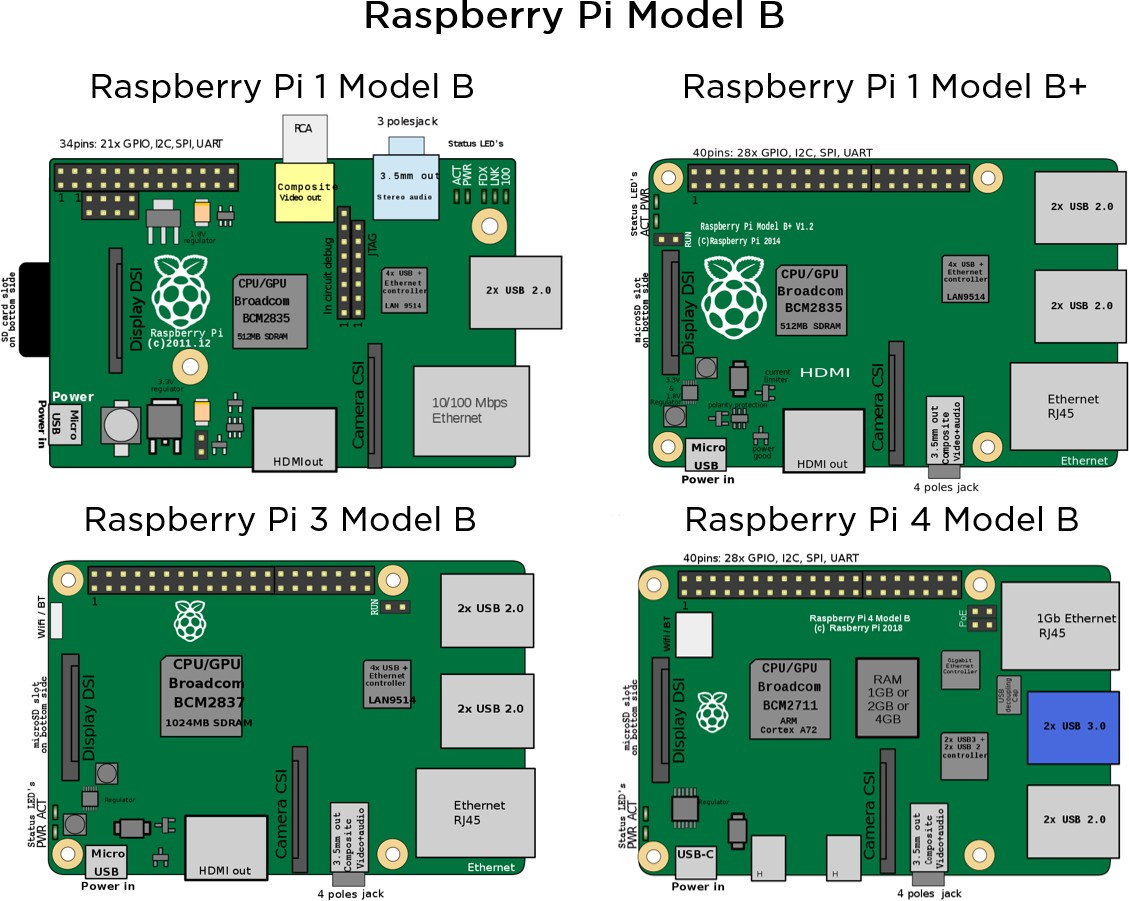 Raspberry Pi Model B
Raspberry Pi 1 Model B
34pins: 21x GPIO, I2C, SPI, UART
RCA
3 polesjack
Status LED's
Composite
Video out
3.5mm out
Stereo audio
ACT
PWR
FDX
LNK
100
1 1
1.8V
regulator
In circuit debug
JTAG
1 1
Display DSI
SD Card slot
on bottom side
CPU/GPU
Broadcom
BCM2835
512MB SDRAM
4x USB +
Ethernet
controller
LAN 9514
2x USB 2.0
Raspberry Pi
(c)2011.12
3.3V
regulator
Power
Micro
USB
Power in
HDMIout
Camera CSI
10/100 Mbps
Ethernet
Raspberry Pi 1 Model B+
40pins: 28x GPIO, I2C, SPI, UART
Status LED's
ACT PWR
1
RUN
Raspberry Pi Model B+ V1.2
(C)Raspberry Pi 2014
2x USB 2.0
microSD slot
on bottom side
Display DSI
CPU/GPU
Broadcom
BCM2835
512MB SDRAM
4x USB +
Ethernet
controller
LAN9514
2x USB 2.0
3.3V
&
1.8V
Regulator
current
limiter
HDMI
polarity protection
power
good
Micro
USB
Power in
HDMI out
Camera CSI
3.5mm out
Composite
Video+audio
4 poles jack
Ethernet
RJ45
Ethernet
Raspberry Pi 3 Model B
1
RUN
Wifi / BT
2x USB 2.0
microSD slot
on bottom side
Display DSI
CPU/GPU
Broadcom
BCM2837
1024MB SDRAM
4x USB +
Ethernet
controller
LAN9514
2x USB 2.0
Status LED's
PWR ACT
Regulator
Micro
USB
Power in
HDMI out
Camera CSI
3.5mm out
Composite
Video+audio
4 poles jack
Ethernet
RJ45
Ethernet
Raspberry Pi 4 Model B
40pins: 28x GPIO, I2C, SPI, UART
1
Wifi / BT
Raspberry Pi 4 Model B
(c) Rasberry Pi 2018
PoE
1Gb Ethernet
RJ45
microSD slot
on bottom side
Display DSI
CPU/GPU
Broadcom
BCM2711
ARM
Cortex A72
RAM
1GB or
2GB or
4GB
Gigabit
Ethernet
Controller
USB
decoupling
Cap
2x USB3 +
2x USB 2
controller
2x USB 3.0
Status LED's
PWR ACT
Regulator
USB-C
Power in
H
H
Camera CSI
3.5mm out
Composite
Video+audio
4 poles jack
2x USB 2.0